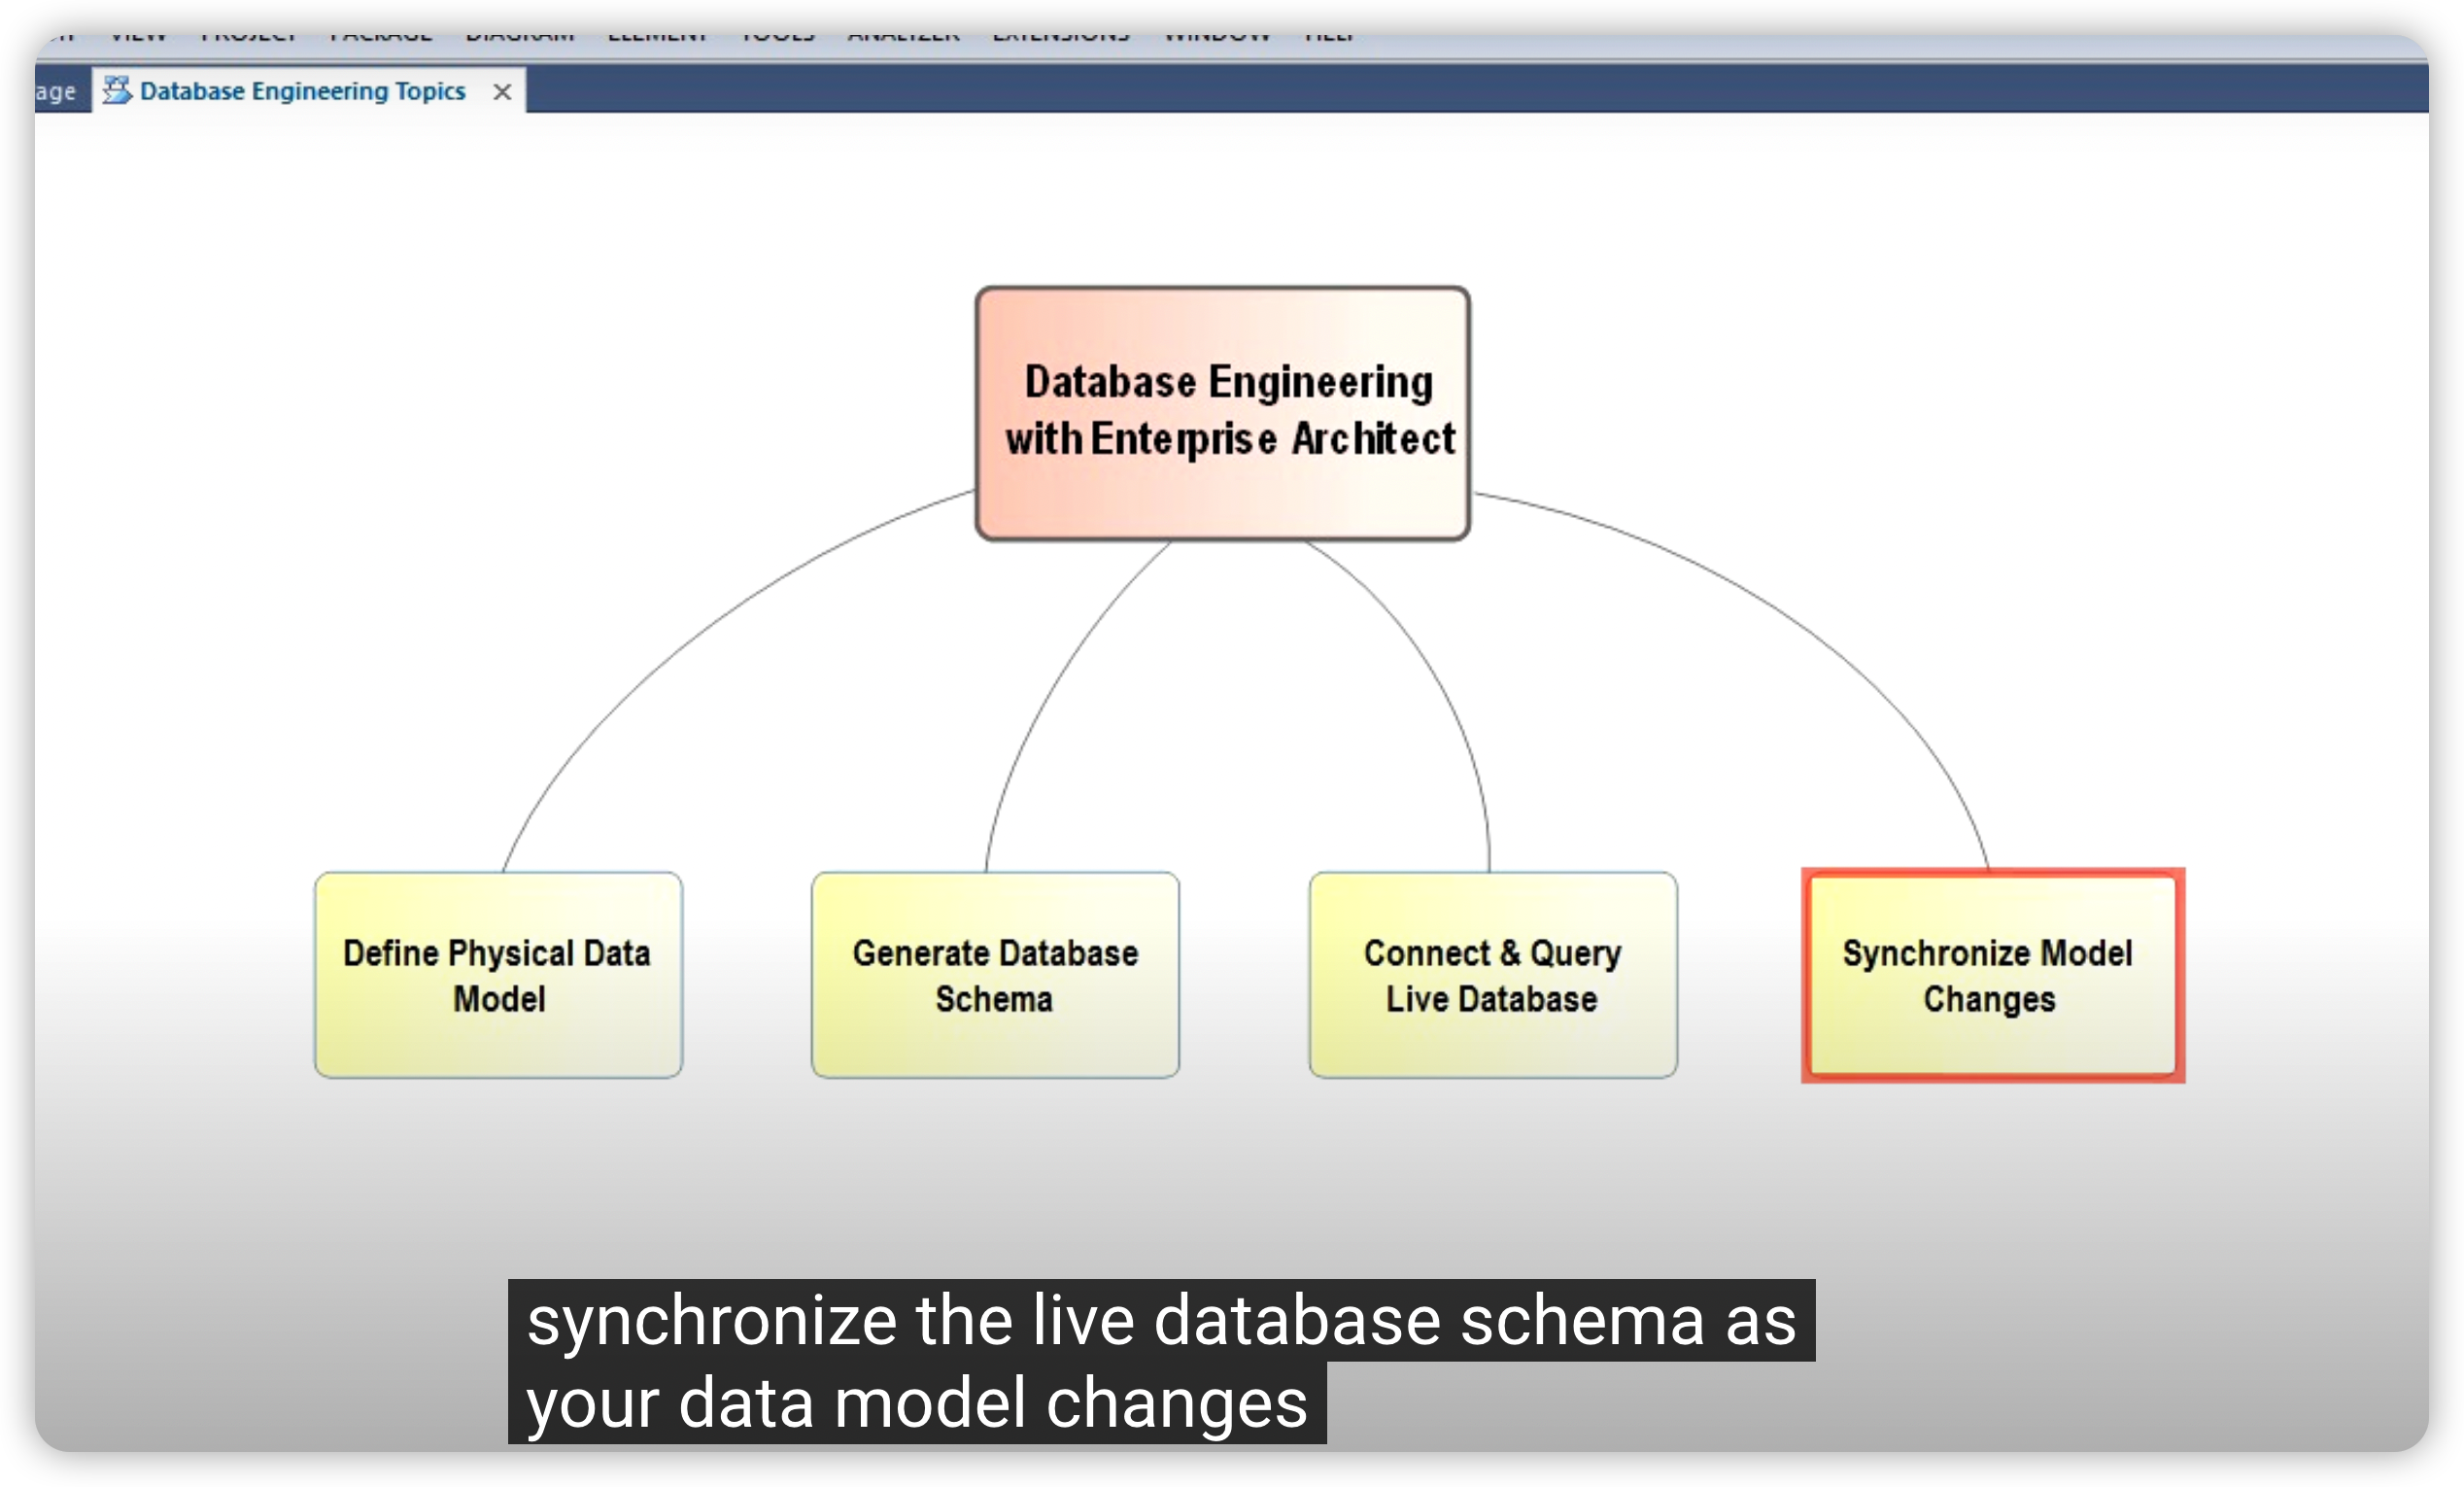 VIEW PROJECT PACKAGE DIAGRAM ELEMENT TOOLS ANALYZER EXTENSIONS WINDOW HELP
age Database Engineering Topics
Database Engineering
with Enterprise Architect
Define Physical Data
Model
Generate Database
Schema
Connect & Query
Live Database
Synchronize Model
Changes
synchronize the live database schema as
your data model changes